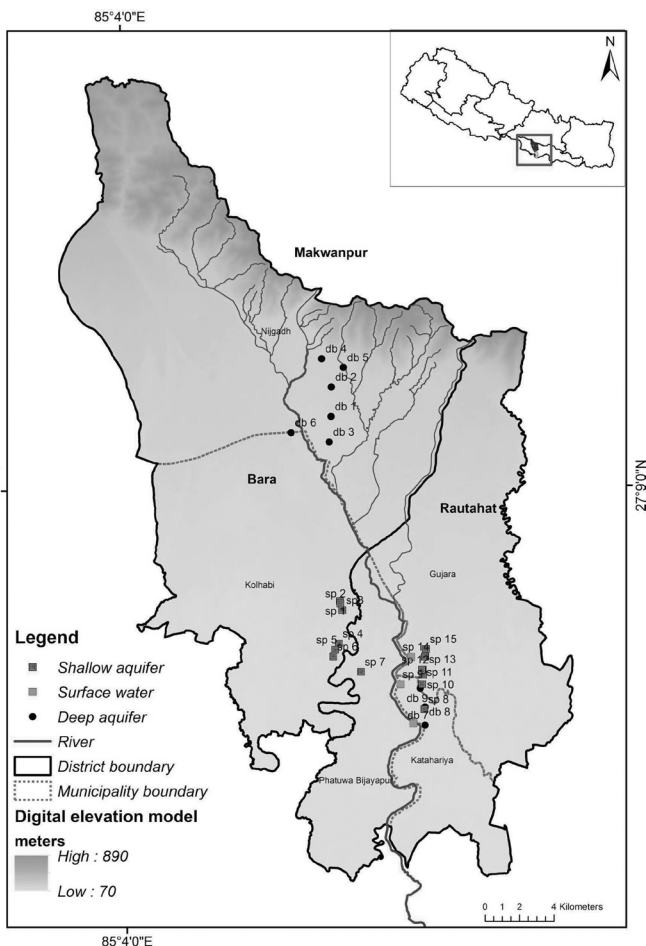 85°4'0"E
N
Makwanpur
Nijgadh
db 4
db 5
db 2
db 1
db 6
db 3
27°9'0"N
Bara
Rautahat
Gujara
Kolhabi
sp 2
sp 1
sp 4
sp 5
sp 6
sp 7
sp 15
sp 14
sp 12
sp 13
sp 11
sp 10
db 9
sp 8
db 8
db 7
Katahariya
Phatuwa Bijayapur
Legend
Shallow aquifer
Surface water
Deep aquifer
River
District boundary
Municipality boundary
Digital elevation model
meters
High : 890
Low : 70
0 1 2 4 Kilometers
85°4'0"E